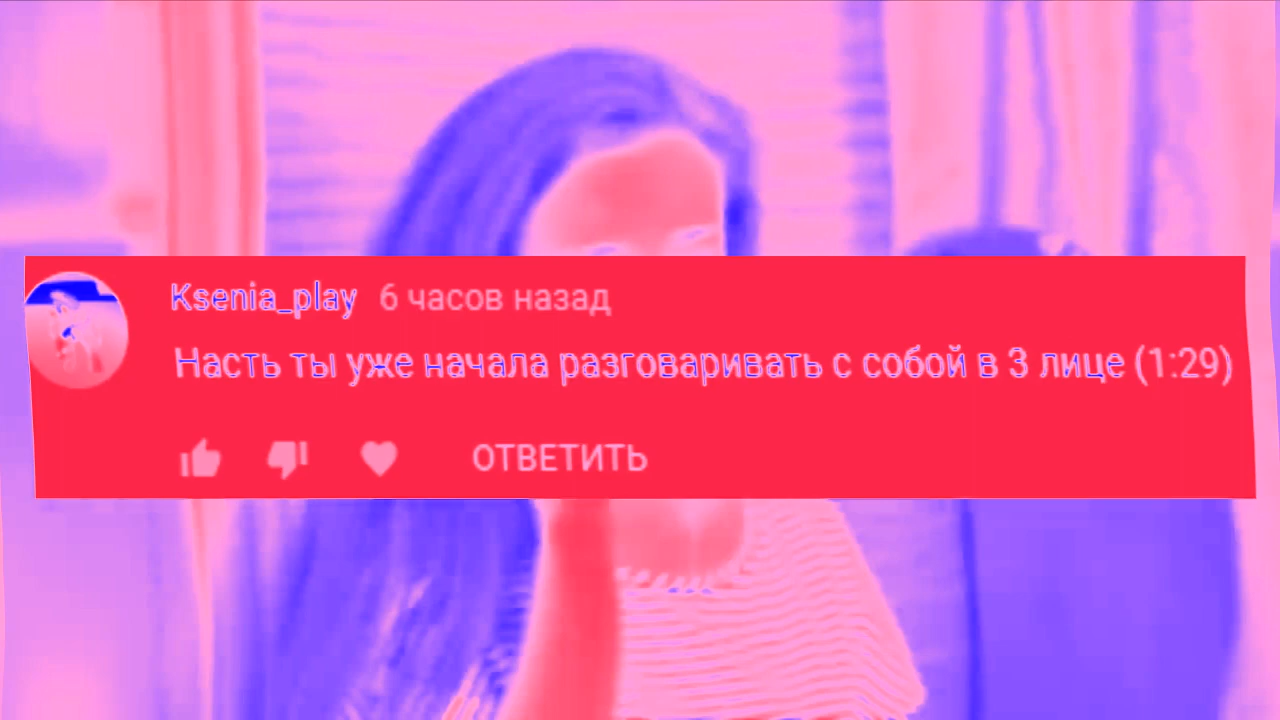 Ksenia_play 6 часов назад
Насть ты уже начала разговаривать с собой в 3 лице (1:29)
ОТВЕТИТЬ